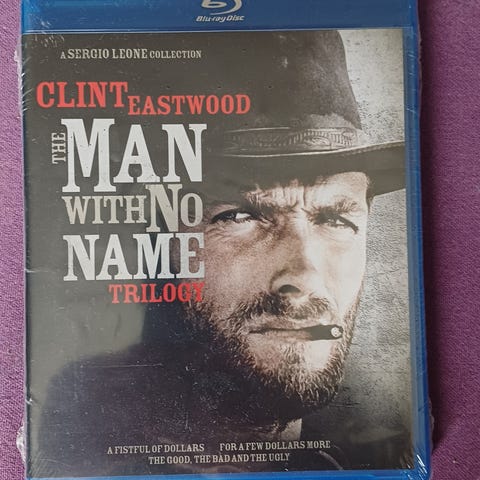 Blu-ray Disc
A SERGIO LEONE COLLECTION
CLINT EASTWOOD
THE MAN
WITH NO
NAME
TRILOGY
A FISTFUL OF DOLLARS FOR A FEW DOLLARS MORE
THE GOOD, THE BAD AND THE UGLY